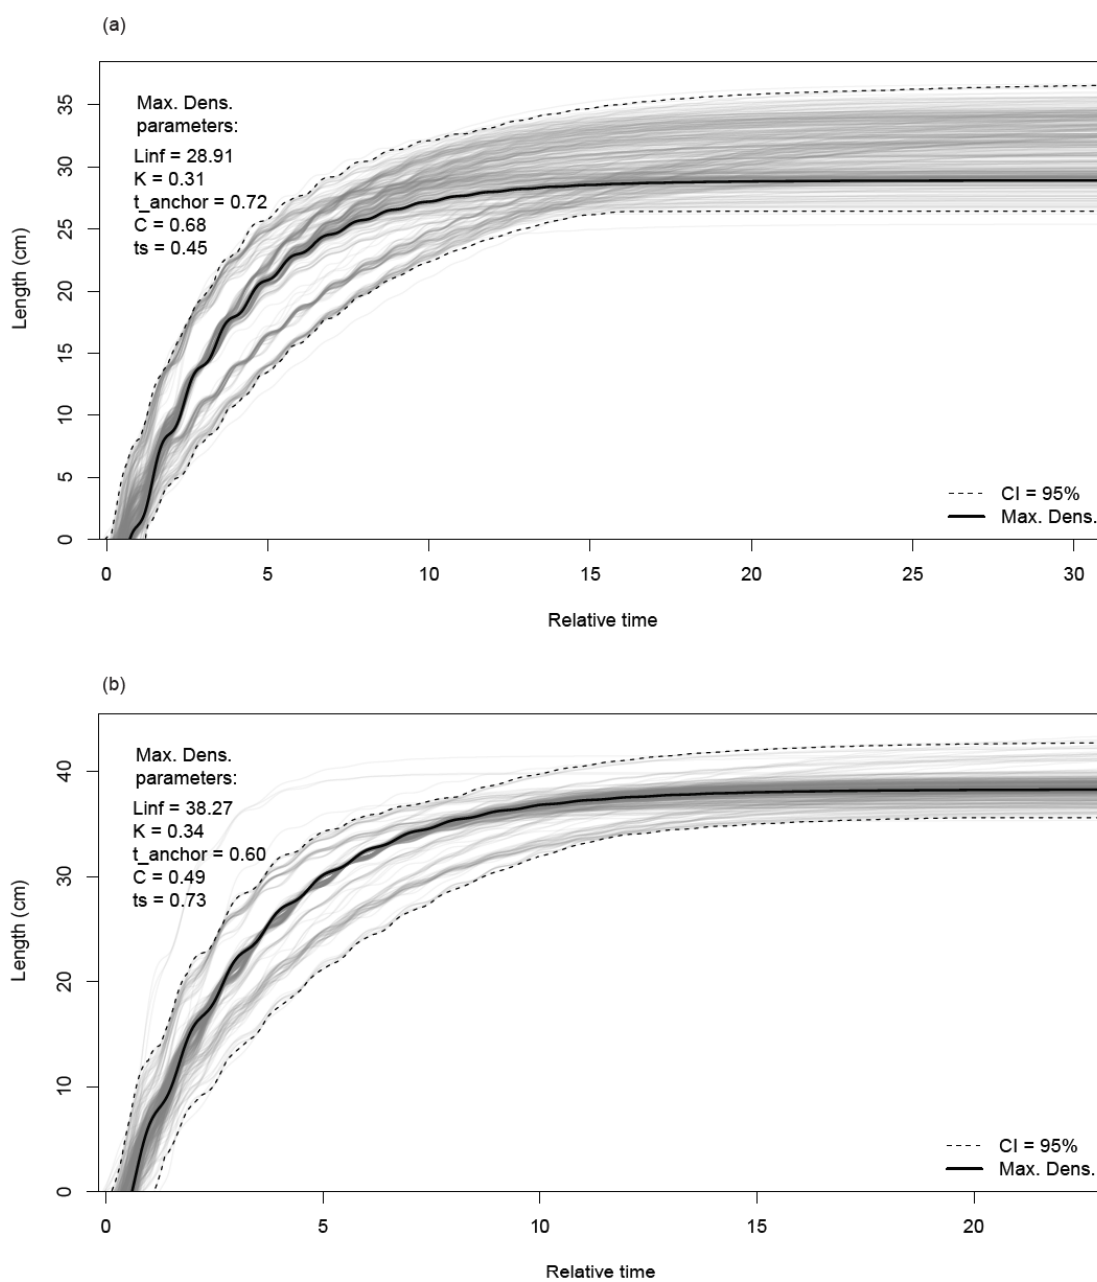 (a)
Max. Dens.
parameters:
Linf = 28.91
K = 0.31
t_anchor = 0.72
C = 0.68
ts = 0.45
35
30
25
20
15
10
5
0
Length (cm)
CI = 95%
Max. Dens.
0 5 10 15 20 25 30
Relative time
(b)
Max. Dens.
parameters:
Linf = 38.27
K = 0.34
t_anchor = 0.60
C = 0.49
ts = 0.73
40
30
20
10
0
Length (cm)
CI = 95%
Max. Dens.
0 5 10 15 20
Relative time